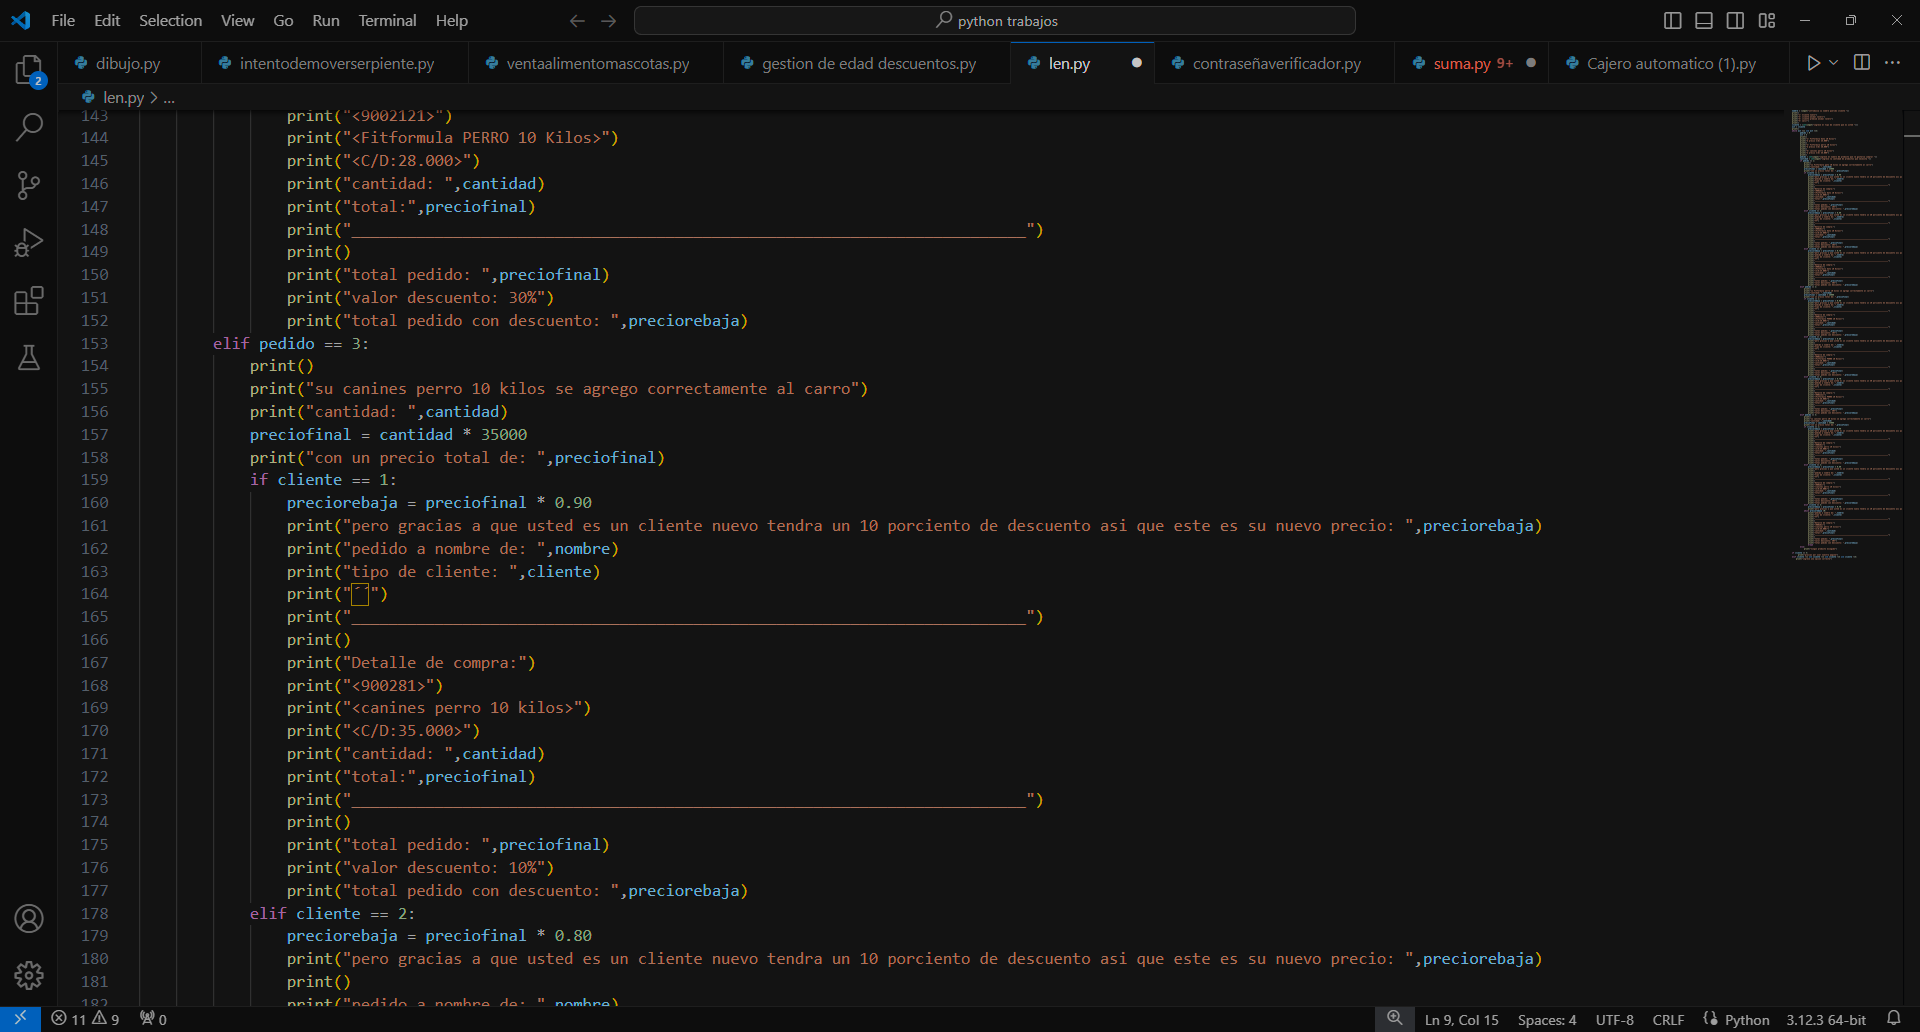 File Edit Selection View Go Run Terminal Help python trabajos
dibujo.py intentodemoverserpiente.py ventaalimentomascotas.py gestion de edad descuentos.py len.py contraseñaverificador.py suma.py 9+ Cajero automatico (1).py
2
len.py > ...
143 print("<9002121>")
144 print("<Fitformula PERRO 10 Kilos>")
145 print("<C/D:28.000>")
146 print("cantidad: ",cantidad)
147 print("total:",preciofinal)
148 print("_________________________________________________________________________")
149 print()
150 print("total pedido: ",preciofinal)
151 print("valor descuento: 30%")
152 print("total pedido con descuento: ",preciorebaja)
153 elif pedido == 3:
154 print()
155 print("su canines perro 10 kilos se agrego correctamente al carro")
156 print("cantidad: ",cantidad)
157 preciofinal = cantidad * 35000
158 print("con un precio total de: ",preciofinal)
159 if cliente == 1:
160 preciorebaja = preciofinal * 0.90
161 print("pero gracias a que usted es un cliente nuevo tendra un 10 porciento de descuento asi que este es su nuevo precio: ",preciorebaja)
162 print("pedido a nombre de: ",nombre)
163 print("tipo de cliente: ",cliente)
164 print("´´")
165 print("_________________________________________________________________________")
166 print()
167 print("Detalle de compra:")
168 print("<900281>")
169 print("<canines perro 10 kilos>")
170 print("<C/D:35.000>")
171 print("cantidad: ",cantidad)
172 print("total:",preciofinal)
173 print("_________________________________________________________________________")
174 print()
175 print("total pedido: ",preciofinal)
176 print("valor descuento: 10%")
177 print("total pedido con descuento: ",preciorebaja)
178 elif cliente == 2:
179 preciorebaja = preciofinal * 0.80
180 print("pero gracias a que usted es un cliente nuevo tendra un 10 porciento de descuento asi que este es su nuevo precio: ",preciorebaja)
181 print()
182 print("pedido a nombre de: ",nombre)
11 9 0 Ln 9, Col 15 Spaces: 4 UTF-8 CRLF Python 3.12.3 64-bit